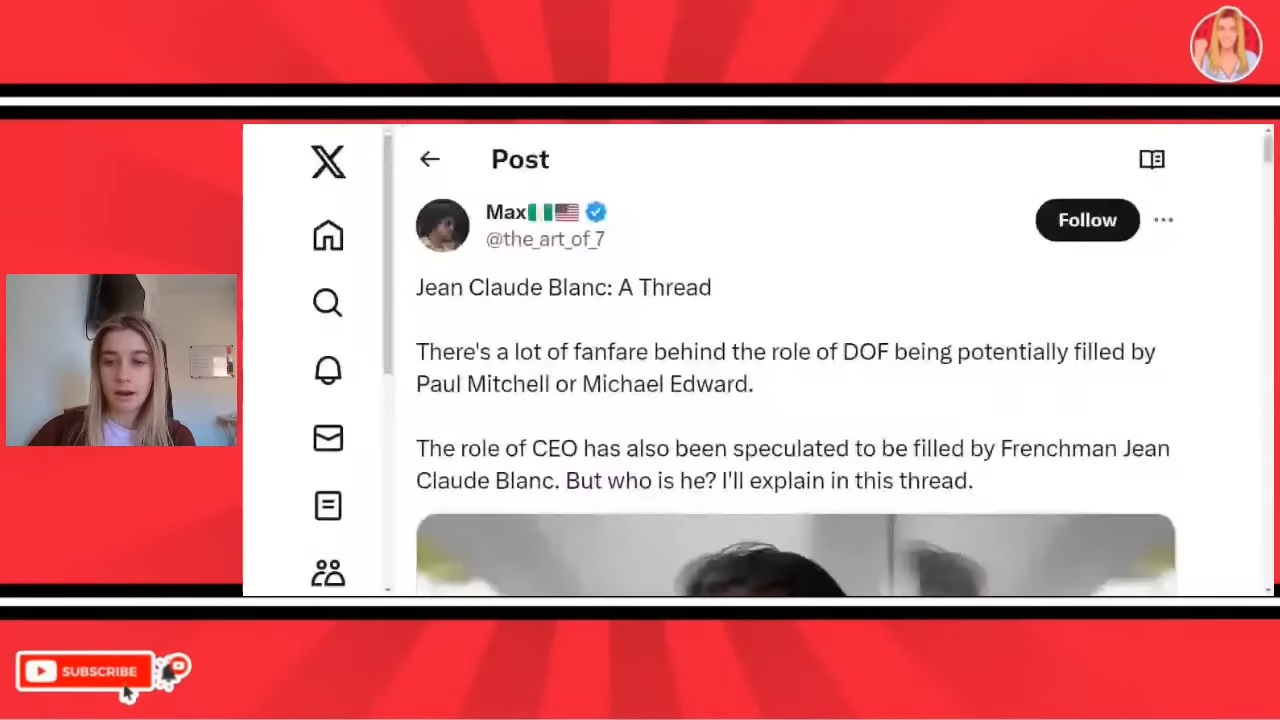 Post
Max
@the_art_of_7
Follow
Jean Claude Blanc: A Thread
There's a lot of fanfare behind the role of DOF being potentially filled by
Paul Mitchell or Michael Edward.
The role of CEO has also been speculated to be filled by Frenchman Jean
Claude Blanc. But who is he? I'll explain in this thread.
SUBSCRIBE